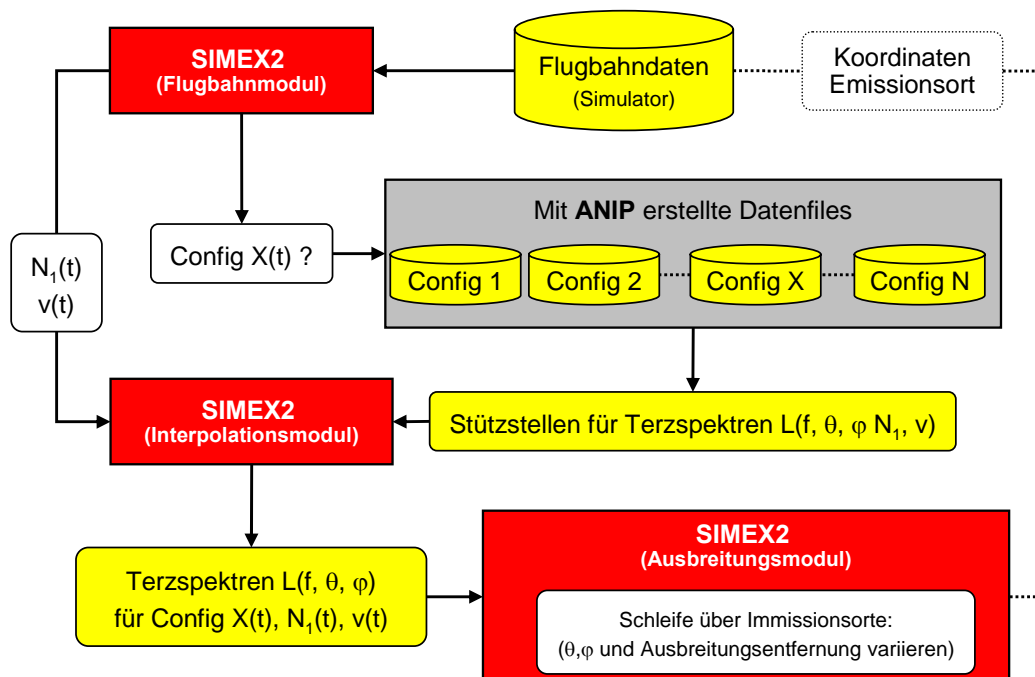 SIMEX2
(Flugbahnmodul)
Flugbahndaten
(Simulator)
Koordinaten
Emissionsort
Mit ANIP erstellte Datenfiles
N₁(t)
v(t)
Config X(t) ?
Config 1
Config 2
Config X
Config N
SIMEX2
(Interpolationsmodul)
Stützstellen für Terzspektren L(f, θ, φ N₁, v)
SIMEX2
(Ausbreitungsmodul)
Terzspektren L(f, θ, φ)
für Config X(t), N₁(t), v(t)
Schleife über Immissionsorte:
(θ,φ und Ausbreitungsentfernung variieren)